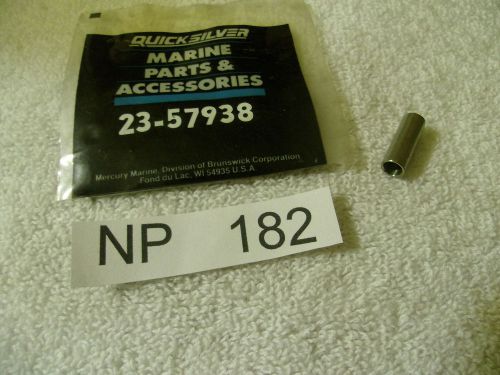 QUICKSILVER
MARINE
PARTS &
ACCESSORIES
23-57938
Mercury Marine, Division of Brunswick Corporation
Fond du Lac, WI 54935 U.S.A.
NP 182